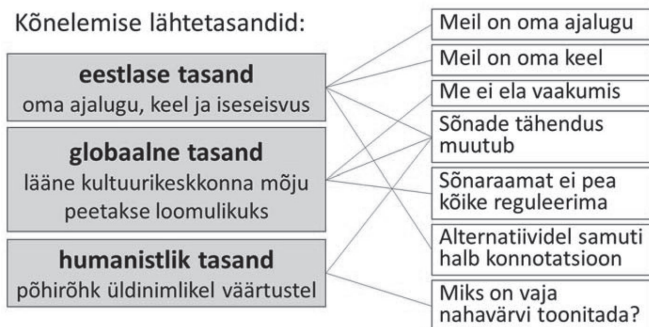 Kõnelemise lähtetasandid:
eestlase tasand
oma ajalugu, keel ja iseseisvus
globaalne tasand
lääne kultuurikeskkonna mõju
peetakse loomulikuks
humanistlik tasand
põhirõhk üldinimlikel väärtustel
Meil on oma ajalugu
Meil on oma keel
Me ei ela vaakumis
Sõnade tähendus
muutub
Sõnaraamat ei pea
kõike reguleerima
Alternatiividel samuti
halb konnotatsioon
Miks on vaja
nahavärvi toonitada?